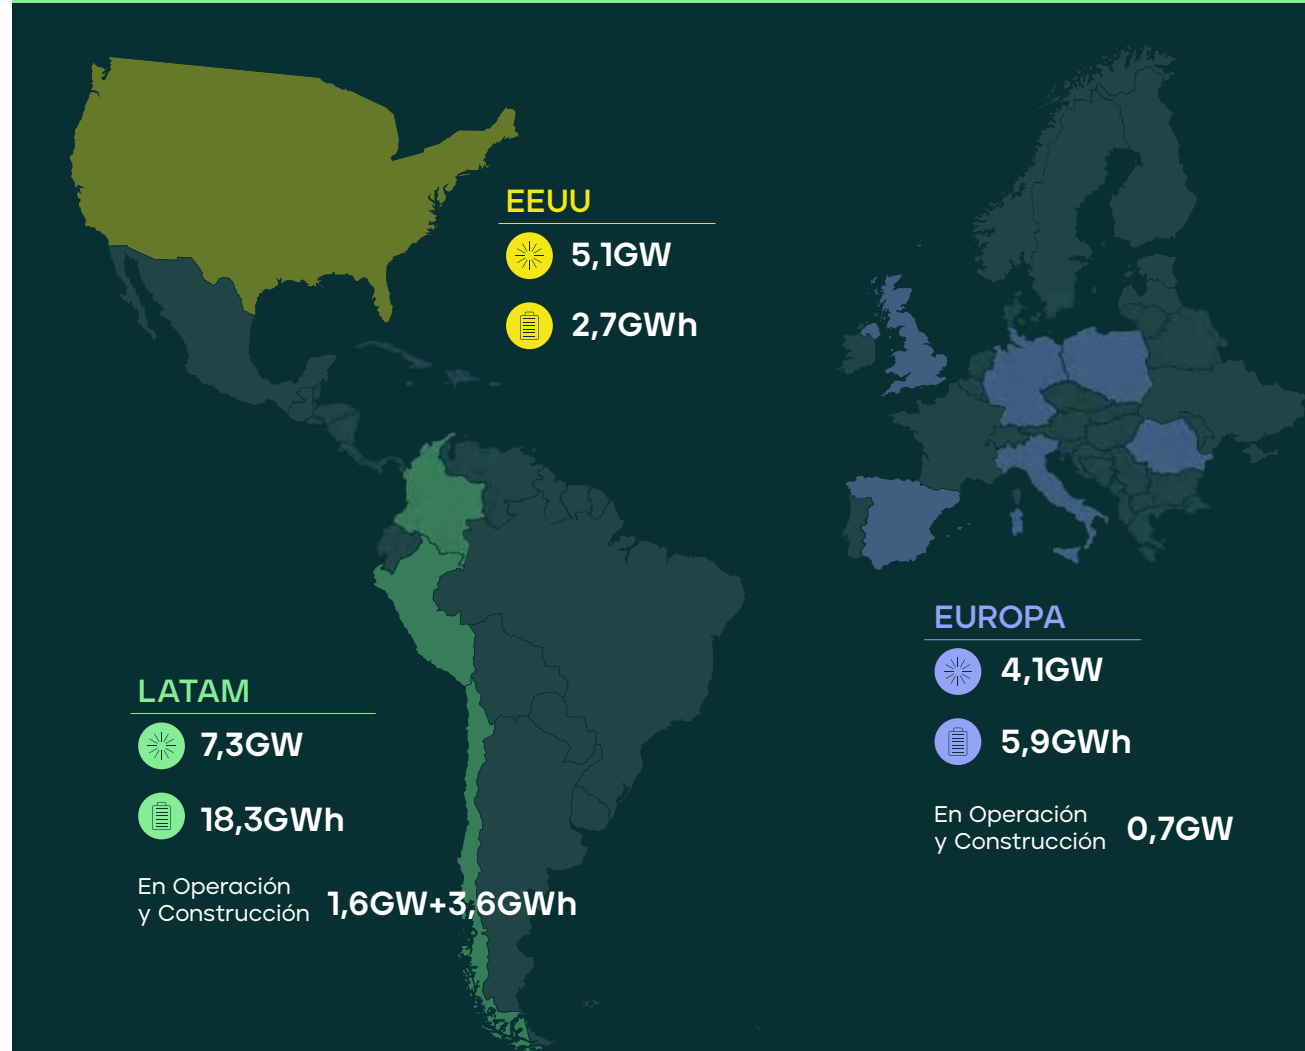 EEUU
5,1GW
2,7GWh
LATAM
7,3GW
18,3GWh
En Operación
y Construcción
1,6GW+3,6GWh
EUROPA
4,1GW
5,9GWh
En Operación
y Construcción
0,7GW